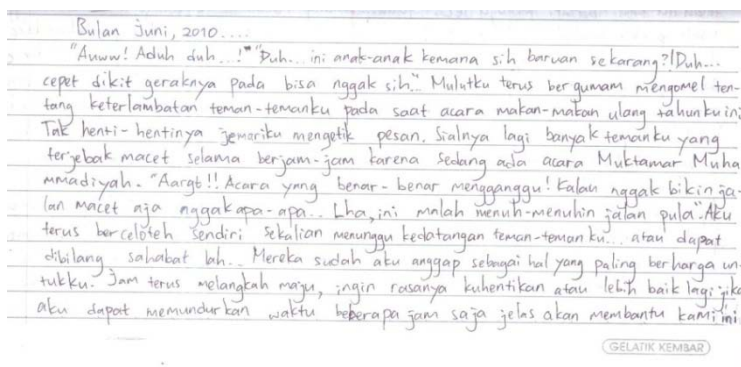 Bulan Juni, 2010....
"Auww! Aduh duh...!" "Duh... ini anak-anak kemana sih baruan sekarang?! Duh...
cepet dikit geraknya pada bisa nggak sih." Mulutku terus bergumam mengomel ten-
tang keterlambatan teman-temanku pada saat acara makan-makan ulang tahunku ini.
Tak henti-hentinya jemariku mengetik pesan. Sialnya lagi banyak temanku yang
terjebak macet selama berjam-jam karena sedang ada acara Muktamar Muha
mmadiyah. "Aargt!! Acara yang benar-benar mengganggu! Kalau nggak bikin ja-
lan macet aja nggak apa-apa.. Lha, ini malah menuh-menuhin jalan pula". Aku
terus berceloteh sendiri sekalian menunggu kedatangan teman-teman ku... atau dapat
dibilang sahabat lah.. Mereka sudah aku anggap sebagai hal yang paling berharga un-
tukku. Jam terus melangkah maju, ingin rasanya kuhentikan atau lebih baik lagi jika
aku dapat memundurkan waktu beberapa jam saja jelas akan membantu kami ini
GELATIK KEMBAR